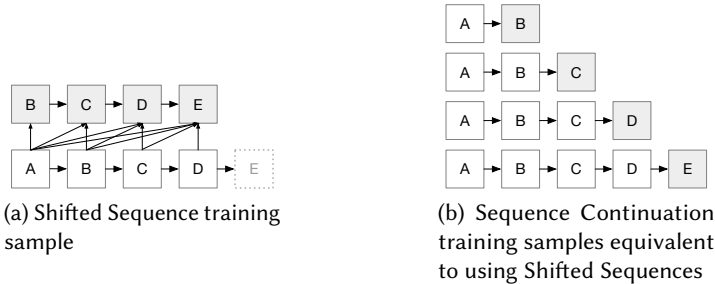 B C D E
A B C D E
(a) Shifted Sequence training
sample
A B
A B C
A B C D
A B C D E
(b) Sequence Continuation
training samples equivalent
to using Shifted Sequences